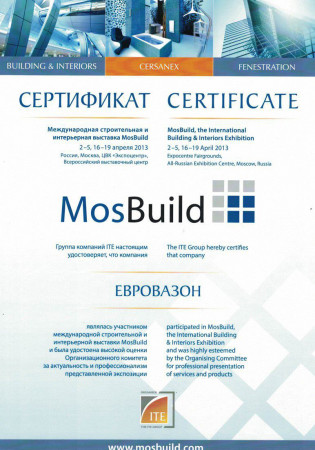 BUILDING & INTERIORS
CERSANEX
FENESTRATION
СЕРТИФИКАТ
CERTIFICATE
Международная строительная и
интерьерная выставка MosBuild
2–5, 16–19 апреля 2013
Россия, Москва, ЦВК «Экспоцентр»,
Всероссийский выставочный центр
MosBuild, the International
Building & Interiors Exhibition
2–5, 16–19 April 2013
Expocentre Fairgrounds,
All-Russian Exhibition Centre, Moscow, Russia
MosBuild
Группа компаний ITE настоящим
удостоверяет, что компания
The ITE Group hereby certifies
that company
ЕВРОВАЗОН
являлась участником
международной строительной и
интерьерной выставки MosBuild
и была удостоена высокой оценки
Организационного комитета
за актуальность и профессионализм
представленной экспозиции
participated in MosBuild,
the International Building
& Interiors Exhibition
and was highly esteemed
by the Organising Committee
for professional presentation
of services and products
ITE
www.mosbuild.com